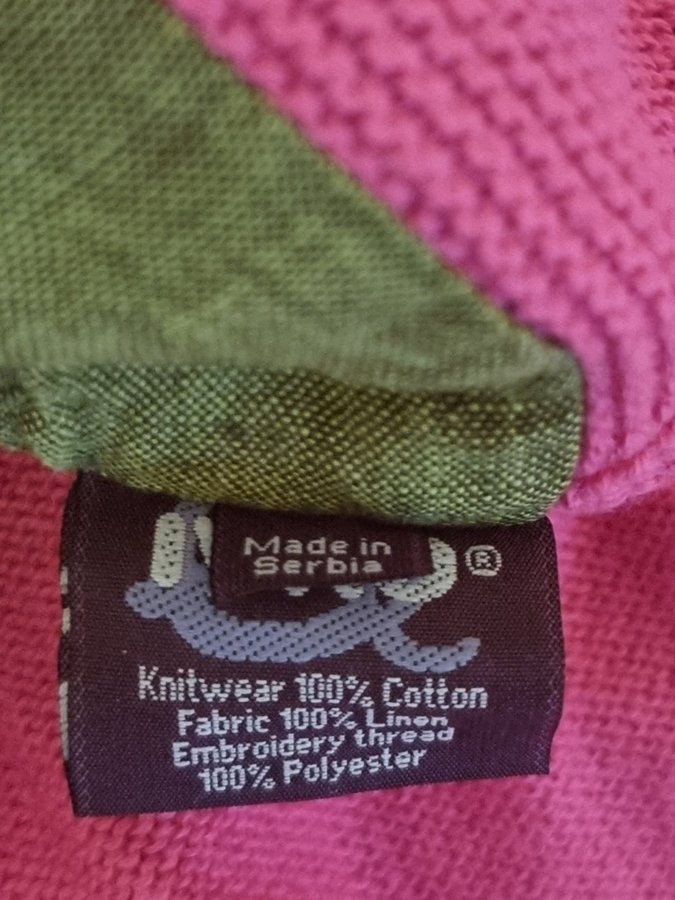 Made in
Serbia
®
Knitwear 100% Cotton
Fabric 100% Linen
Embroidery thread
100% Polyester